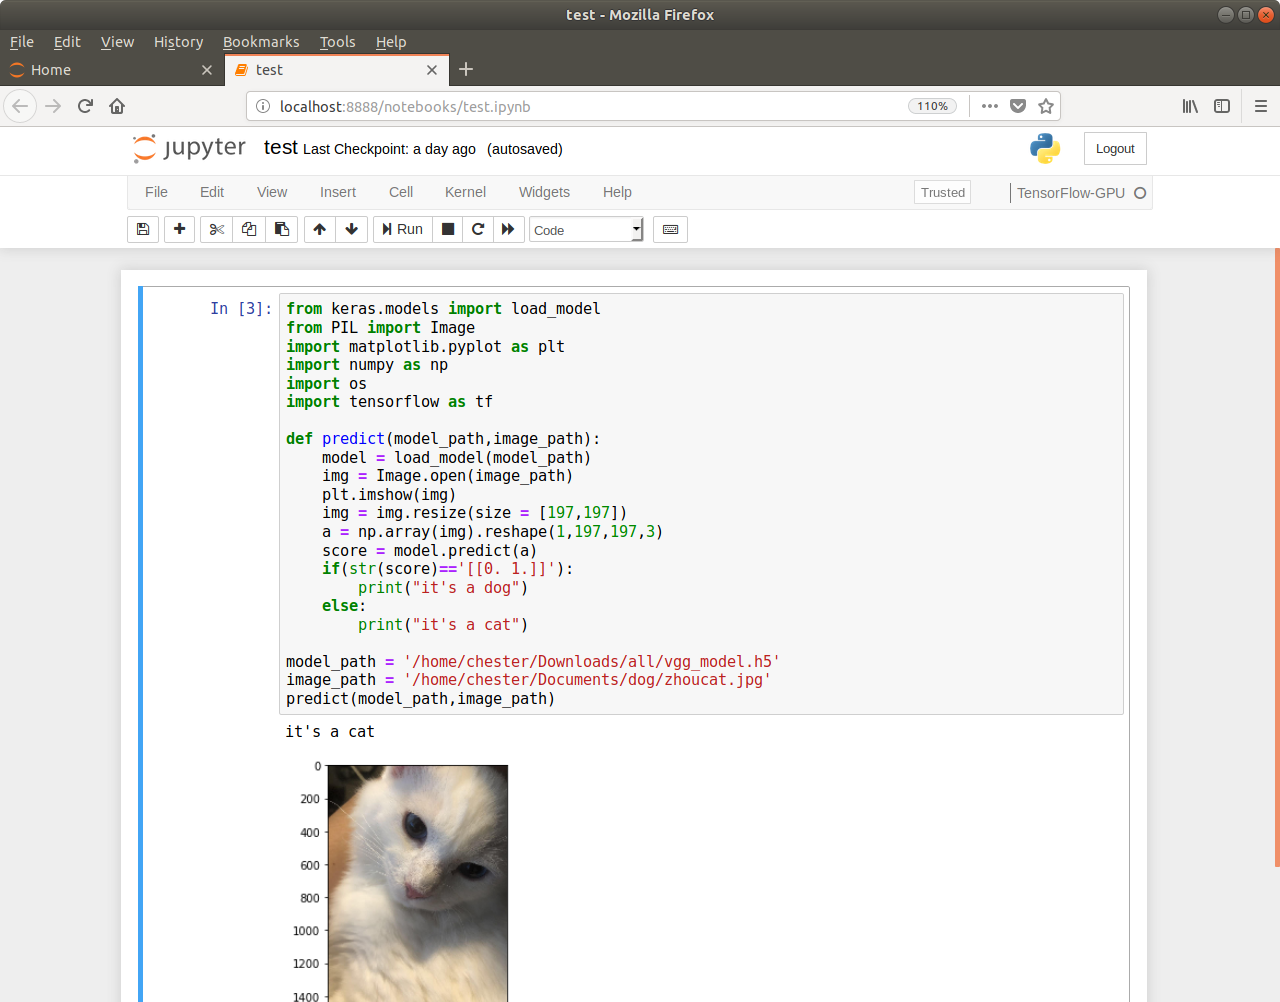 test - Mozilla Firefox
File Edit View History Bookmarks Tools Help
Home
test
localhost:8888/notebooks/test.ipynb
110%
jupyter test Last Checkpoint: a day ago (autosaved)
Logout
File Edit View Insert Cell Kernel Widgets Help
Trusted
TensorFlow-GPU
Run
Code
In [3]:
from keras.models import load_model
from PIL import Image
import matplotlib.pyplot as plt
import numpy as np
import os
import tensorflow as tf
def predict(model_path,image_path):
    model = load_model(model_path)
    img = Image.open(image_path)
    plt.imshow(img)
    img = img.resize(size = [197,197])
    a = np.array(img).reshape(1,197,197,3)
    score = model.predict(a)
    if(str(score)=='[[0. 1.]]'):
        print("it's a dog")
    else:
        print("it's a cat")
model_path = '/home/chester/Downloads/all/vgg_model.h5'
image_path = '/home/chester/Documents/dog/zhoucat.jpg'
predict(model_path,image_path)
it's a cat
0
200
400
600
800
1000
1200
1400